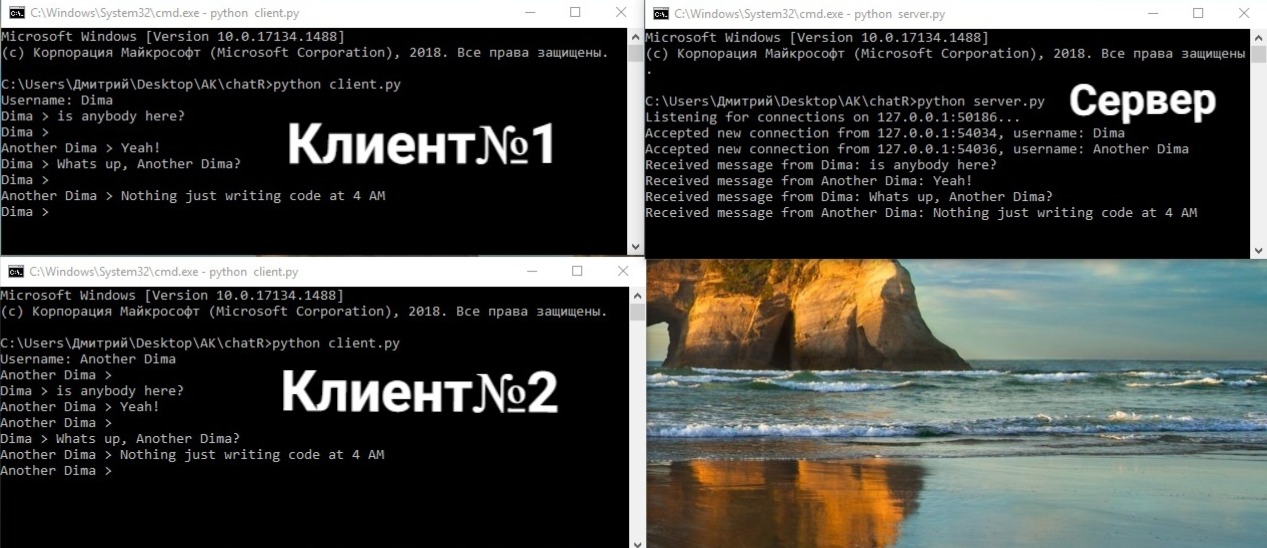 C:\Windows\System32\cmd.exe - python  client.py
Microsoft Windows [Version 10.0.17134.1488]
(c) Корпорация Майкрософт (Microsoft Corporation), 2018. Все права защищены.
C:\Users\Дмитрий\Desktop\AK\chatR>python client.py
Username: Dima
Dima > is anybody here?
Dima >
Another Dima > Yeah!
Dima > Whats up, Another Dima?
Dima >
Another Dima > Nothing just writing code at 4 AM
Dima >
Клиент№1
C:\Windows\System32\cmd.exe - python  server.py
Microsoft Windows [Version 10.0.17134.1488]
(c) Корпорация Майкрософт (Microsoft Corporation), 2018. Все права защищены
.
C:\Users\Дмитрий\Desktop\AK\chatR>python server.py
Listening for connections on 127.0.0.1:50186...
Accepted new connection from 127.0.0.1:54034, username: Dima
Accepted new connection from 127.0.0.1:54036, username: Another Dima
Received message from Dima: is anybody here?
Received message from Another Dima: Yeah!
Received message from Dima: Whats up, Another Dima?
Received message from Another Dima: Nothing just writing code at 4 AM
Сервер
C:\Windows\System32\cmd.exe - python  client.py
Microsoft Windows [Version 10.0.17134.1488]
(c) Корпорация Майкрософт (Microsoft Corporation), 2018. Все права защищены.
C:\Users\Дмитрий\Desktop\AK\chatR>python client.py
Username: Another Dima
Another Dima >
Dima > is anybody here?
Another Dima > Yeah!
Another Dima >
Dima > Whats up, Another Dima?
Another Dima > Nothing just writing code at 4 AM
Another Dima >
Клиент№2